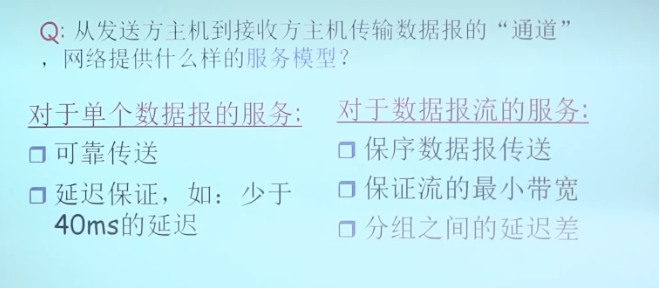 Q: 从发送方主机到接收方主机传输数据报的“通道”
，网络提供什么样的服务模型？
对于单个数据报的服务:
可靠传送
延迟保证，如：少于
40ms的延迟
对于数据报流的服务:
保序数据报传送
保证流的最小带宽
分组之间的延迟差